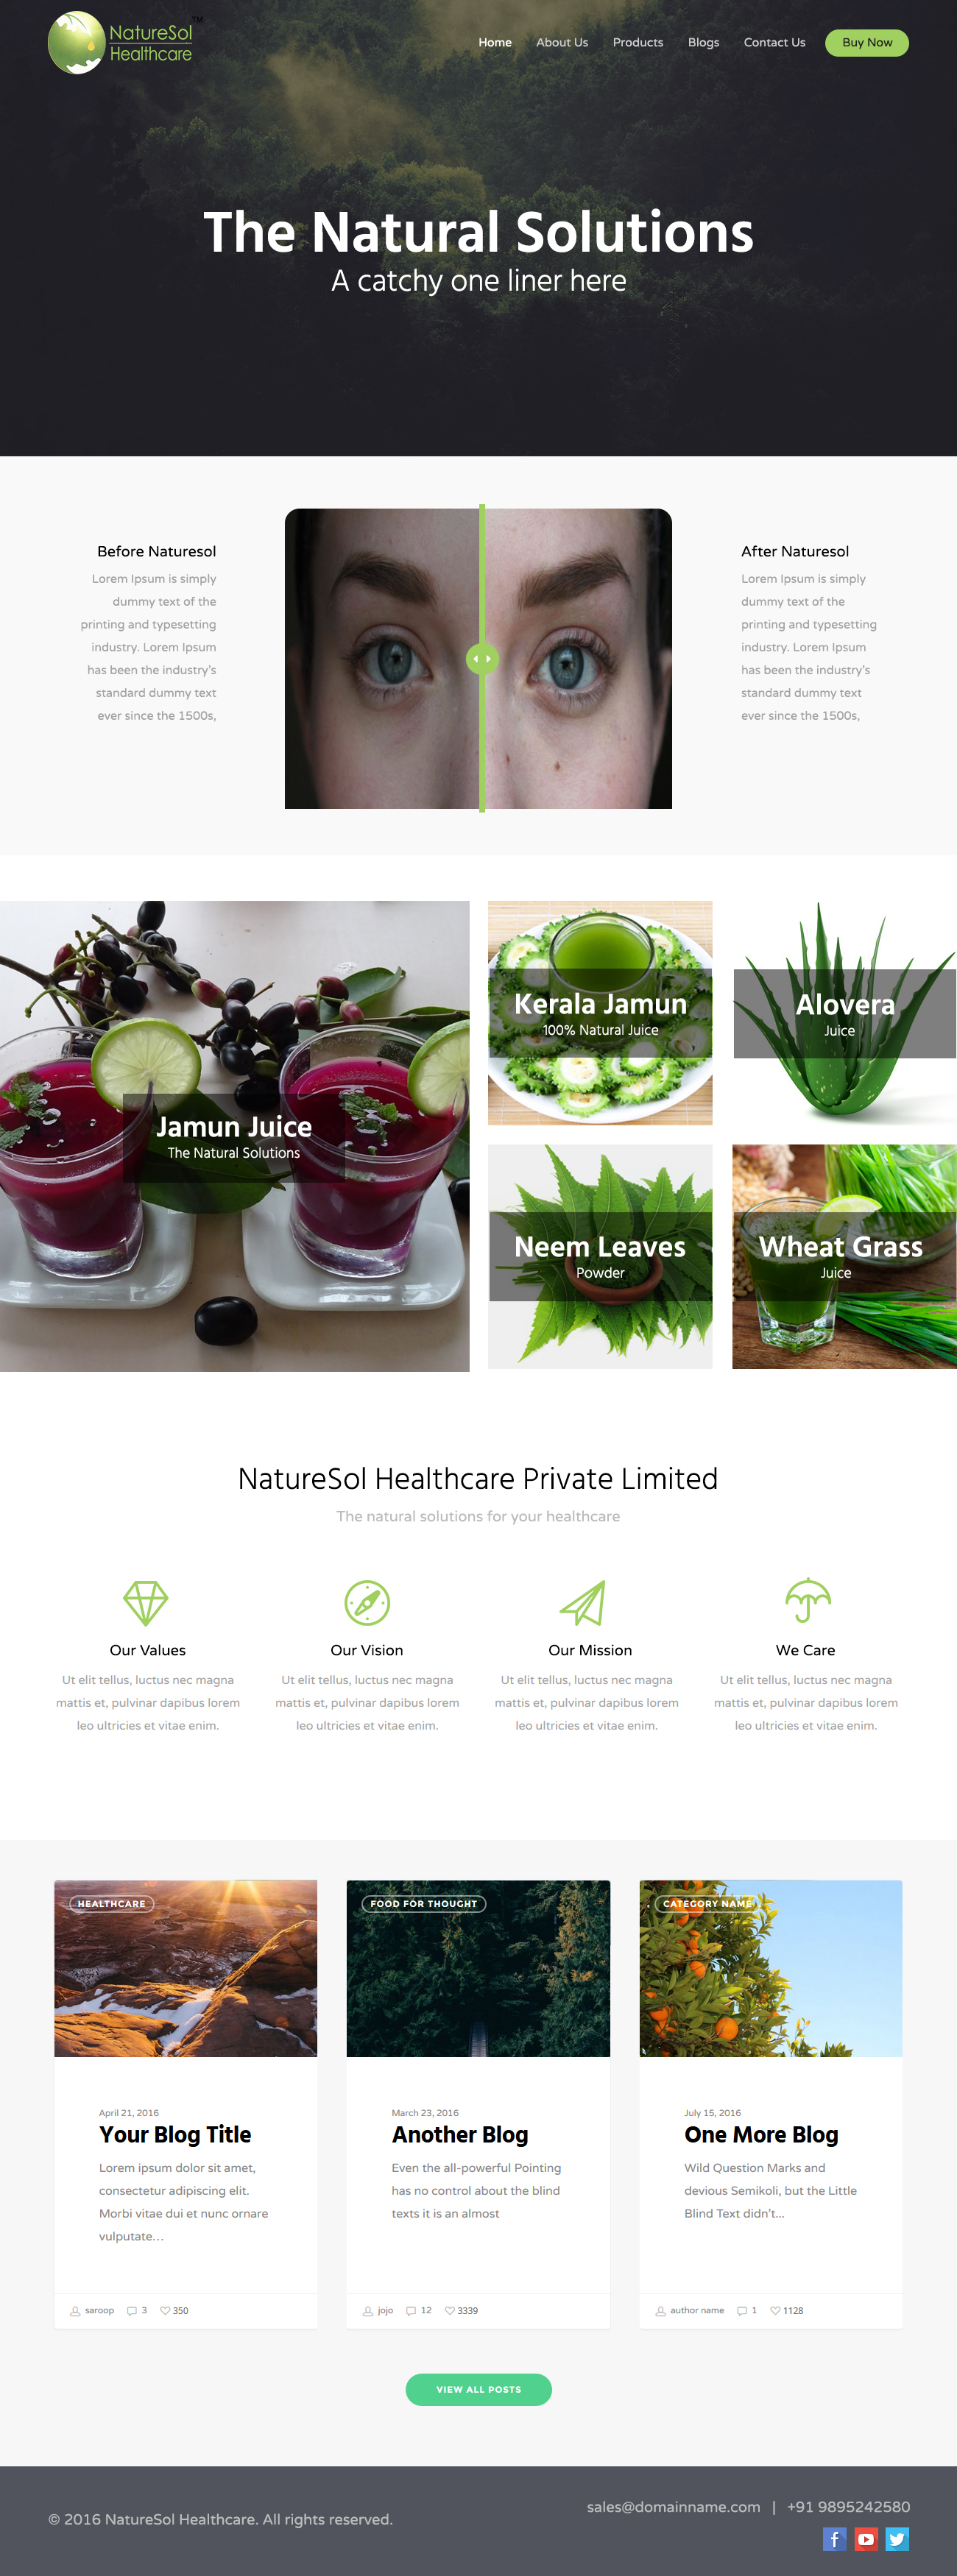 NatureSol
Healthcare
TM
Home
About Us
Products
Blogs
Contact Us
Buy Now
The Natural Solutions
A catchy one liner here
Before Naturesol
Lorem Ipsum is simply
dummy text of the
printing and typesetting
industry. Lorem Ipsum
has been the industry's
standard dummy text
ever since the 1500s,
After Naturesol
Lorem Ipsum is simply
dummy text of the
printing and typesetting
industry. Lorem Ipsum
has been the industry's
standard dummy text
ever since the 1500s,
Jamun Juice
The Natural Solutions
Kerala Jamun
100% Natural Juice
Alovera
Juice
Neem Leaves
Powder
Wheat Grass
Juice
NatureSol Healthcare Private Limited
The natural solutions for your healthcare
Our Values
Ut elit tellus, luctus nec magna
mattis et, pulvinar dapibus lorem
leo ultricies et vitae enim.
Our Vision
Ut elit tellus, luctus nec magna
mattis et, pulvinar dapibus lorem
leo ultricies et vitae enim.
Our Mission
Ut elit tellus, luctus nec magna
mattis et, pulvinar dapibus lorem
leo ultricies et vitae enim.
We Care
Ut elit tellus, luctus nec magna
mattis et, pulvinar dapibus lorem
leo ultricies et vitae enim.
HEALTHCARE
April 21, 2016
Your Blog Title
Lorem ipsum dolor sit amet,
consectetur adipiscing elit.
Morbi vitae dui et nunc ornare
vulputate…
saroop 3 350
FOOD FOR THOUGHT
March 23, 2016
Another Blog
Even the all-powerful Pointing
has no control about the blind
texts it is an almost
jojo 12 3339
CATEGORY NAME
July 15, 2016
One More Blog
Wild Question Marks and
devious Semikoli, but the Little
Blind Text didn't...
author name 1 1128
VIEW ALL POSTS
© 2016 NatureSol Healthcare. All rights reserved.
sales@domainname.com | +91 9895242580